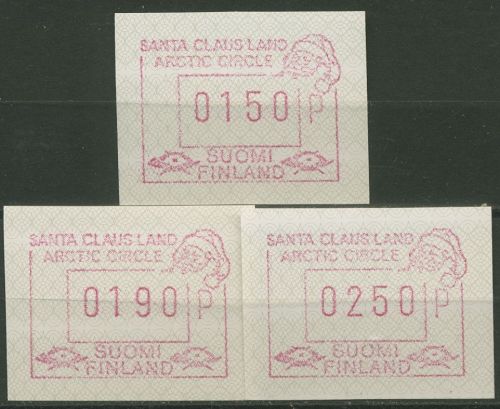 SANTA CLAUS LAND
ARCTIC CIRCLE
0150 P
SUOMI
FINLAND
SANTA CLAUS LAND
ARCTIC CIRCLE
0190 P
SUOMI
FINLAND
SANTA CLAUS LAND
ARCTIC CIRCLE
0250 P
SUOMI
FINLAND